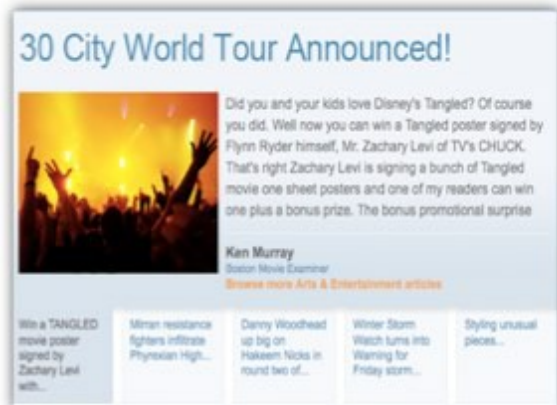 30 City World Tour Announced!
Did you and your kids love Disney's Tangled? Of course
you did. Well now you can win a Tangled poster signed by
Flynn Ryder himself, Mr. Zachary Levi of TV's CHUCK.
That's right Zachary Levi is signing a bunch of Tangled
movie one sheet posters and one of my readers can win
one plus a bonus prize. The bonus promotional surprise
Ken Murray
Boston Movie Examiner
Browse more Arts & Entertainment articles
Win a TANGLED
movie poster
signed by
Zachary Levi
with...
Mirran resistance
fighters infiltrate
Phyrexian High...
Danny Woodhead
up big on
Hakeem Nicks in
round two of...
Winter Storm
Watch turns into
Warning for
Friday storm...
Styling unusual
pieces...